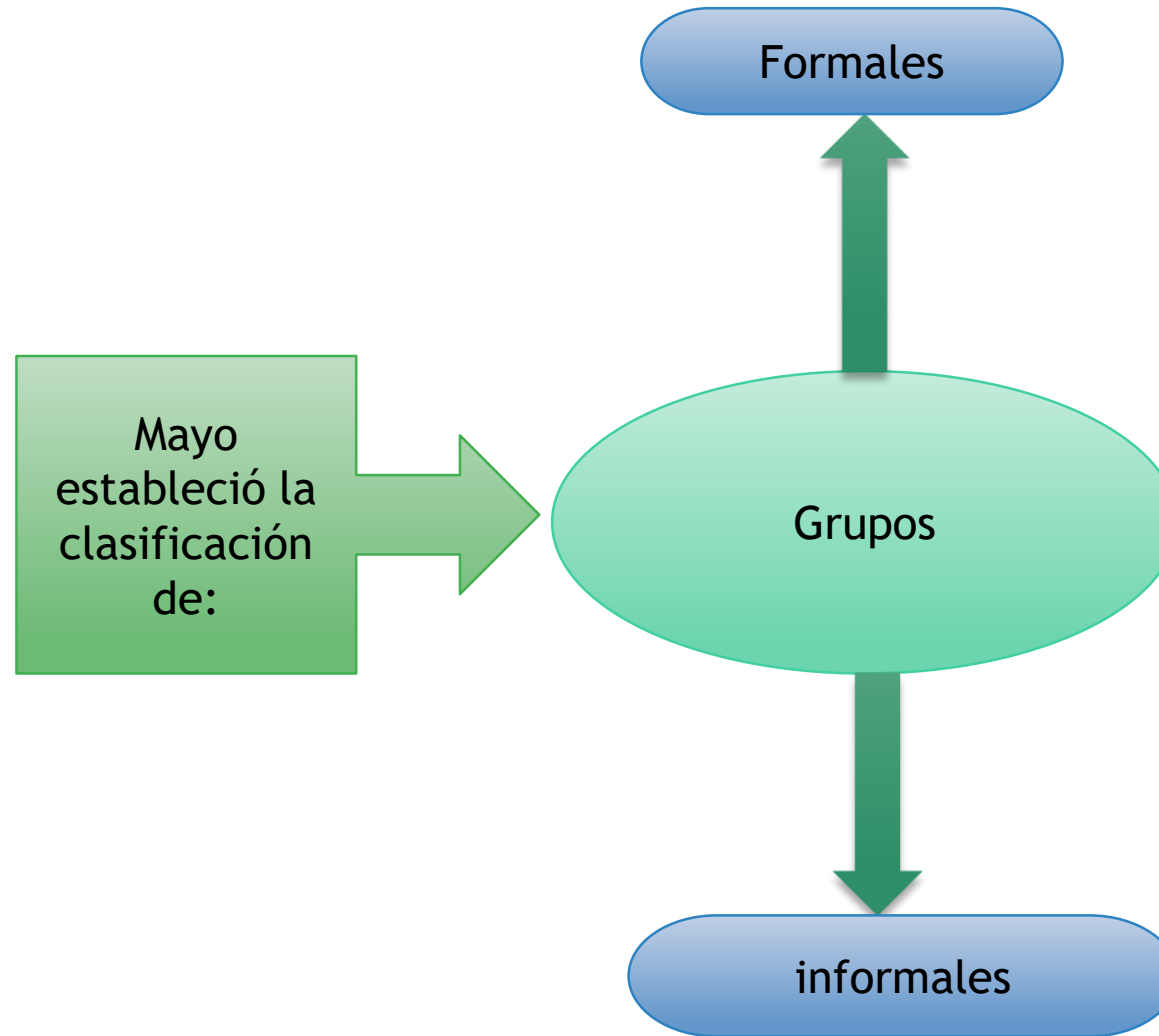 Formales
Mayo
estableció la
clasificación
de:
Grupos
informales